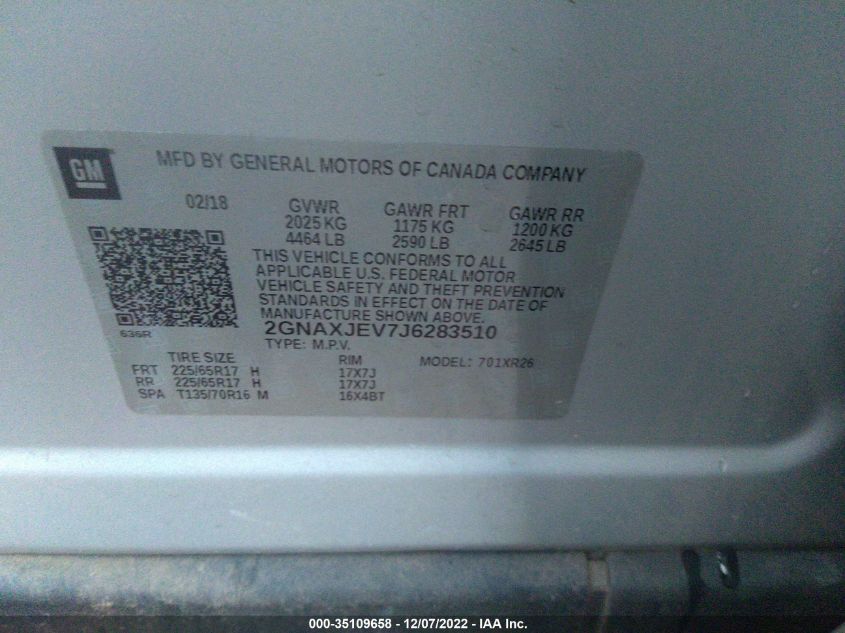 GM
MFD BY GENERAL MOTORS OF CANADA COMPANY
02/18 GVWR GAWR FRT GAWR RR
2025 KG 1175 KG 1200 KG
4464 LB 2590 LB 2645 LB
THIS VEHICLE CONFORMS TO ALL
APPLICABLE U.S. FEDERAL MOTOR
VEHICLE SAFETY AND THEFT PREVENTION
STANDARDS IN EFFECT ON THE DATE OF
MANUFACTURE SHOWN ABOVE.
636R
2GNAXJEV7J6283510
TYPE: M.P.V.
TIRE SIZE RIM MODEL: 701XR26
FRT 225/65R17 H 17X7J
RR 225/65R17 H 17X7J
SPA T135/70R16 M 16X4BT
000-35109658 - 12/07/2022 - IAA Inc.